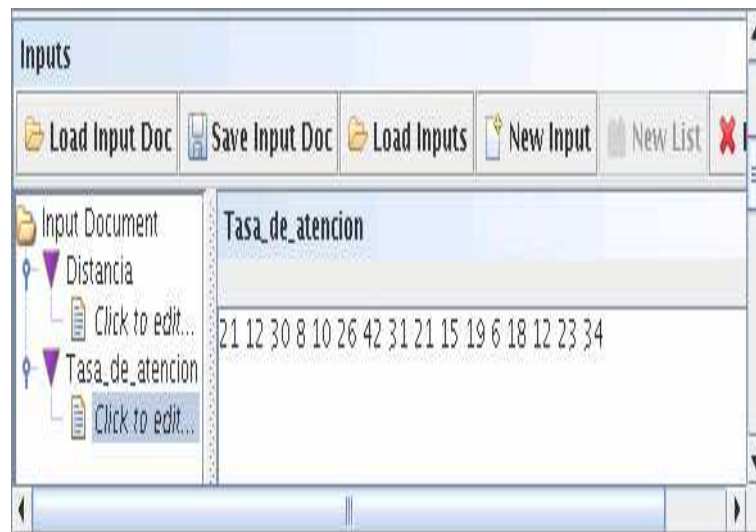 Inputs
Load Input Doc Save Input Doc Load Inputs New Input New List
Input Document
Distancia
Click to edit...
Tasa_de_atencion
Click to edit...
Tasa_de_atencion
21 12 30 8 10 26 42 31 21 15 19 6 18 12 23 34